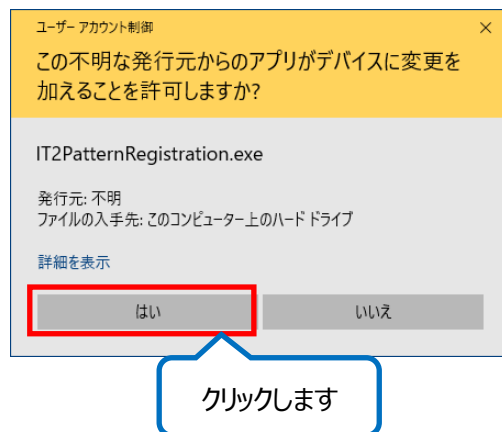 ユーザー アカウント制御
この不明な発行元からのアプリがデバイスに変更を
加えることを許可しますか?
IT2PatternRegistration.exe
発行元: 不明
ファイルの入手先: このコンピューター上のハード ドライブ
詳細を表示
はい
いいえ
クリックします